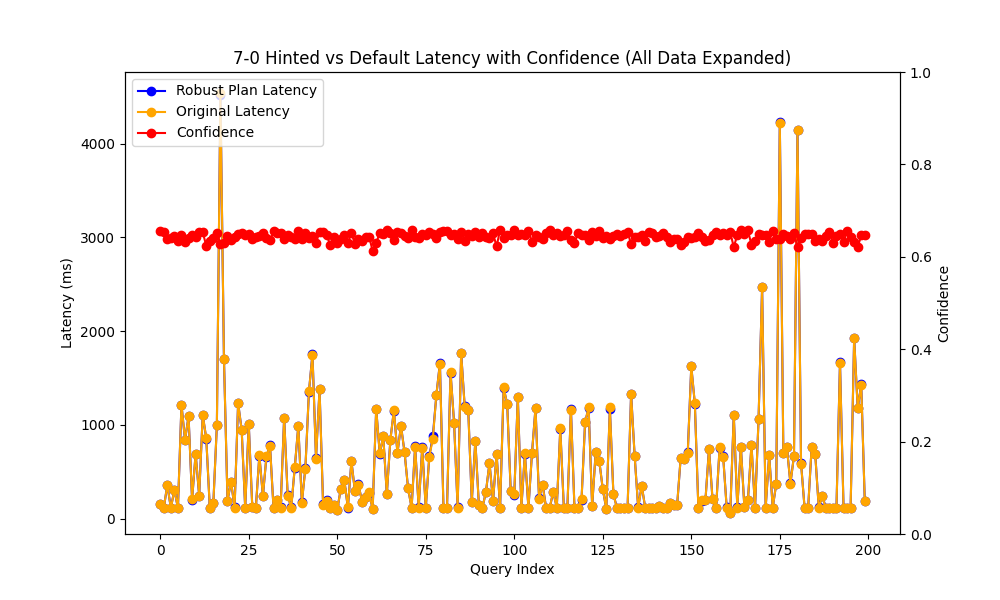 7-0 Hinted vs Default Latency with Confidence (All Data Expanded)
Robust Plan Latency
Original Latency
Confidence
Latency (ms)
4000
3000
2000
1000
0
1.0
0.8
0.6
0.4
0.2
0.0
Confidence
0 25 50 75 100 125 150 175 200
Query Index